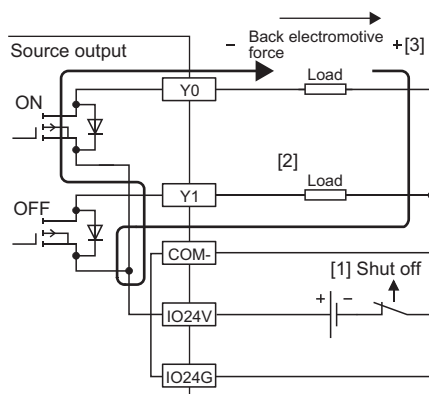 Back electromotive
force
Source output
- +[3]
Y0
Load
ON
[2]
Y1
Load
OFF
COM-
[1] Shut off
+ -
IO24V
IO24G